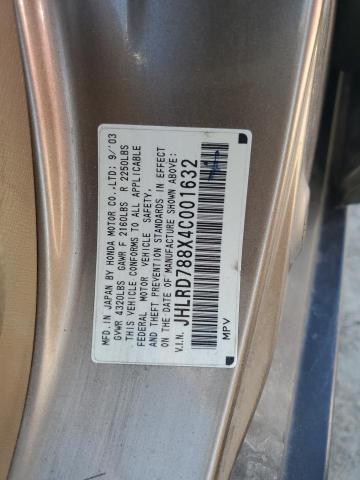 MFD.IN JAPAN BY HONDA MOTOR CO.,LTD; 9/'03
GVWR 4320LBS GAWR F 2160LBS R 2250LBS
THIS VEHICLE CONFORMS TO ALL APPLICABLE
FEDERAL MOTOR VEHICLE SAFETY,
AND THEFT PREVENTION STANDARDS IN EFFECT
ON THE DATE OF MANUFACTURE SHOWN ABOVE:
V.I.N. JHLRD788X4C001632
MPV